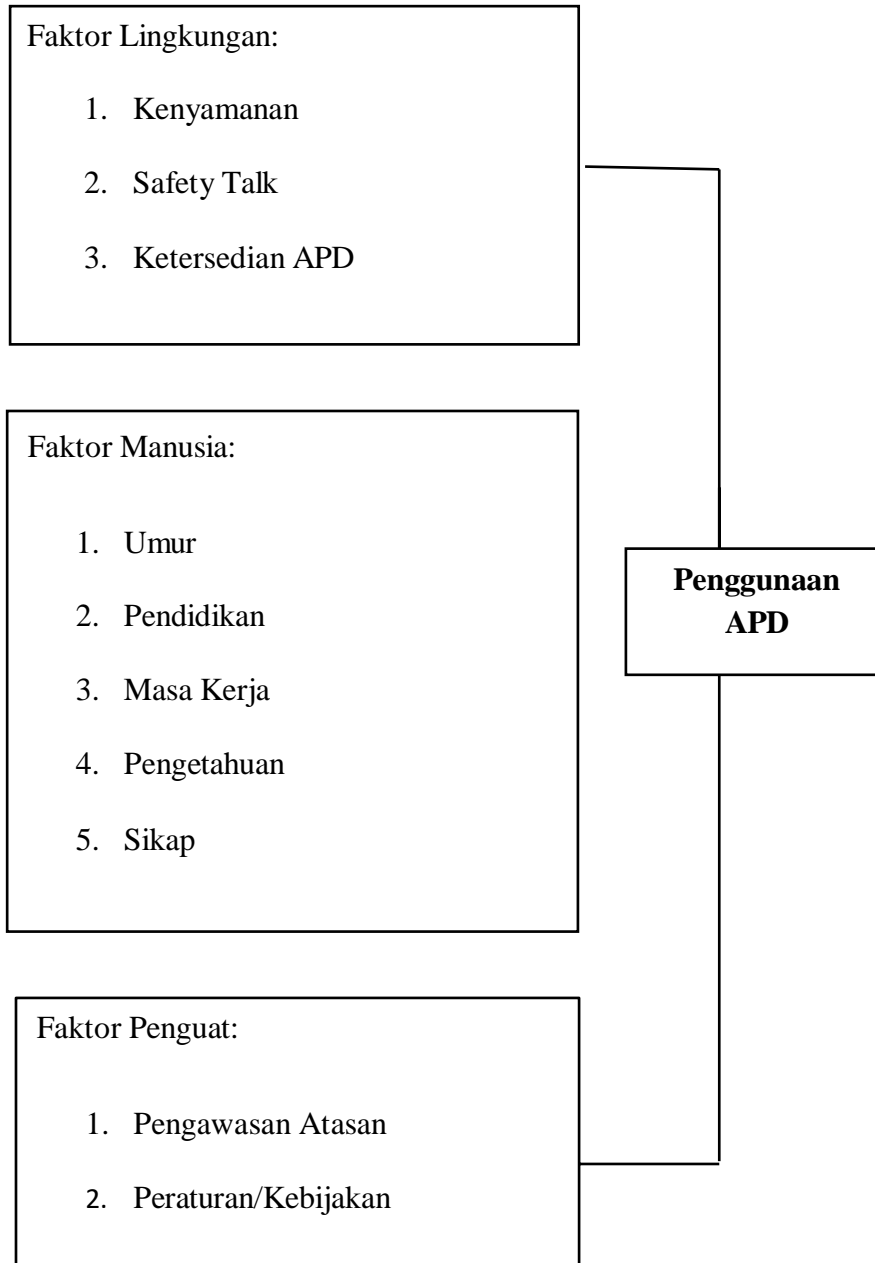 Faktor Lingkungan:
1. Kenyamanan
2. Safety Talk
3. Ketersedian APD
Faktor Manusia:
1. Umur
2. Pendidikan
3. Masa Kerja
4. Pengetahuan
5. Sikap
Penggunaan
APD
Faktor Penguat:
1. Pengawasan Atasan
2. Peraturan/Kebijakan